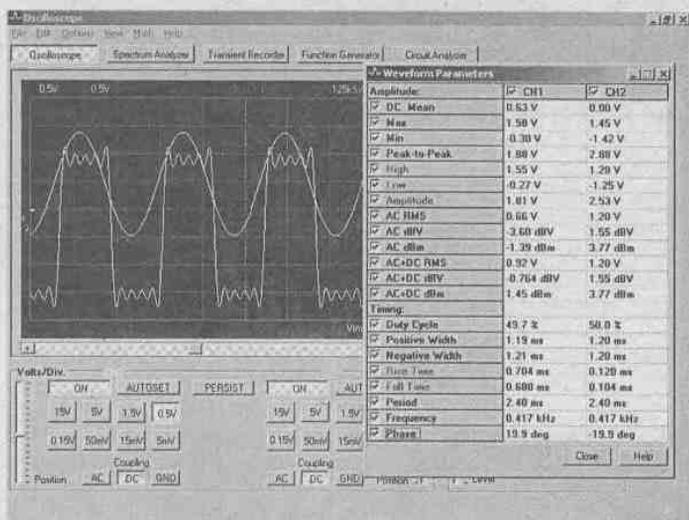 Oscilloscope
File Edit Options View Math Help
Oscilloscope Spectrum Analyzer Transient Recorder Function Generator Circuit Analyzer
0.5V 0.5V
Waveform Parameters
Amplitude: CH1 CH2
DC Mean 0.63 V 0.00 V
Max 1.58 V 1.45 V
Min -0.30 V -1.42 V
Peak-to-Peak 1.88 V 2.88 V
High 1.55 V 1.29 V
Low -0.27 V -1.25 V
Amplitude 1.81 V 2.53 V
AC RMS 0.66 V 1.20 V
AC dBV -3.60 dBV 1.55 dBV
AC dBm -1.39 dBm 3.77 dBm
AC+DC RMS 0.92 V 1.20 V
AC+DC dBV -0.764 dBV 1.55 dBV
AC+DC dBm 1.45 dBm 3.77 dBm
Timing:
Duty Cycle 49.7 % 50.0 %
Positive Width 1.19 ms 1.20 ms
Negative Width 1.21 ms 1.20 ms
Rise Time 0.704 ms 0.120 ms
Fall Time 0.680 ms 0.104 ms
Period 2.40 ms 2.40 ms
Frequency 0.417 kHz 0.417 kHz
Phase 19.9 deg -19.9 deg
Close Help
Volts/Div.
ON AUTOSET PERSIST ON
15V 5V 1.5V 0.5V 15V 5V 1.5V
0.15V 50mV 15mV 5mV 0.15V 50mV 15mV
Coupling Coupling
Position AC DC GND AC DC GND Position Level